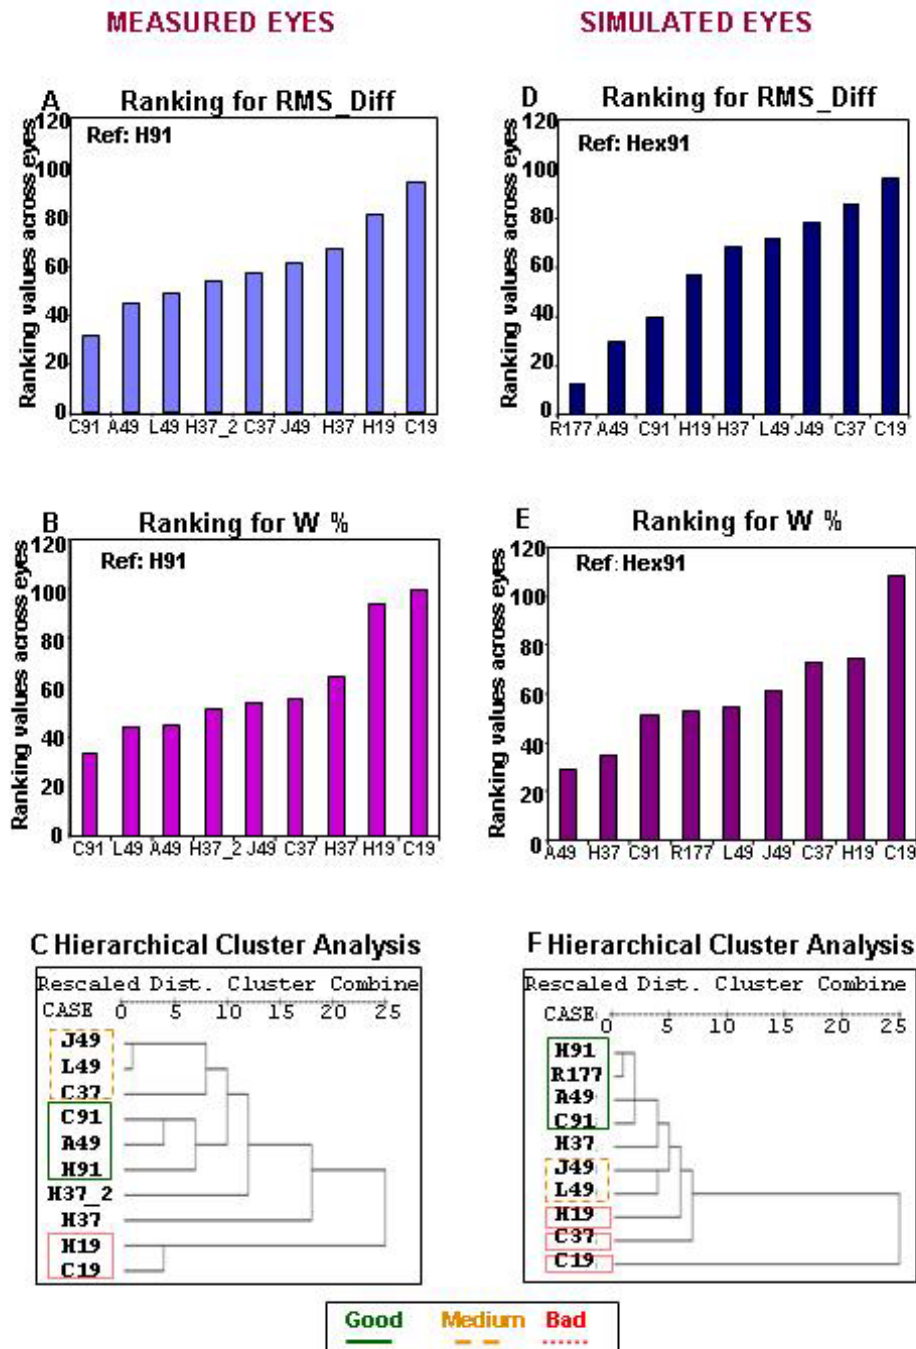 MEASURED EYES
SIMULATED EYES
A Ranking for RMS_Diff
Ref: H91
Ranking values across eyes
120
100
80
60
40
20
0
C91 A49 L49 H37_2 C37 J49 H37 H19 C19
D Ranking for RMS_Diff
Ref: Hex91
Ranking values across eyes
120
100
80
60
40
20
0
R177 A49 C91 H19 H37 L49 J49 C37 C19
B Ranking for W %
Ref: H91
Ranking values across eyes
120
100
80
60
40
20
0
C91 L49 A49 H37_2 J49 C37 H37 H19 C19
E Ranking for W %
Ref: Hex91
Ranking values across eyes
120
100
80
60
40
20
0
A49 H37 C91 R177 L49 J49 C37 H19 C19
C Hierarchical Cluster Analysis
Rescaled Dist. Cluster Combine
CASE 0 5 10 15 20 25
J49
L49
C37
C91
A49
H91
H37_2
H37
H19
C19
F Hierarchical Cluster Analysis
Rescaled Dist. Cluster Combine
CASE 0 5 10 15 20 25
H91
R177
A49
C91
H37
J49
L49
H19
C37
C19
Good Medium Bad